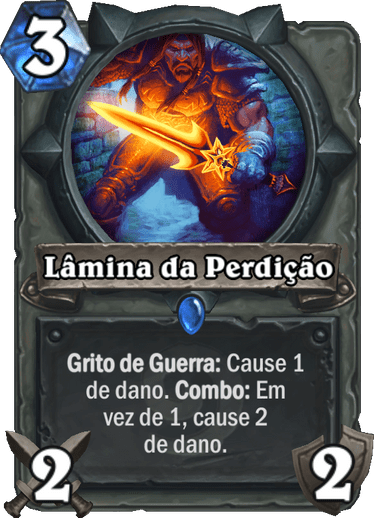 3
Lâmina da Perdição
Grito de Guerra: Cause 1
de dano. Combo: Em
vez de 1, cause 2
de dano.
2
2